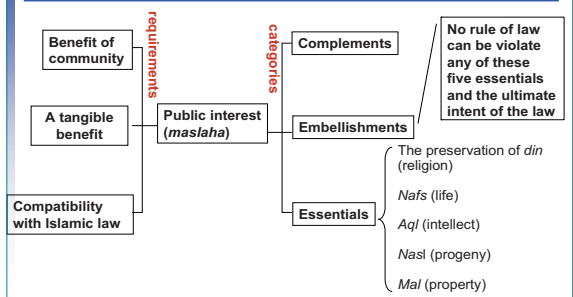 Benefit of
community
requirements
categories
Complements
No rule of law
can be violate
any of these
five essentials
and the ultimate
intent of the law
A tangible
benefit
Public interest
(maslaha)
Embellishments
Compatibility
with Islamic law
Essentials
The preservation of din
(religion)
Nafs (life)
Aql (intellect)
Nasl (progeny)
Mal (property)